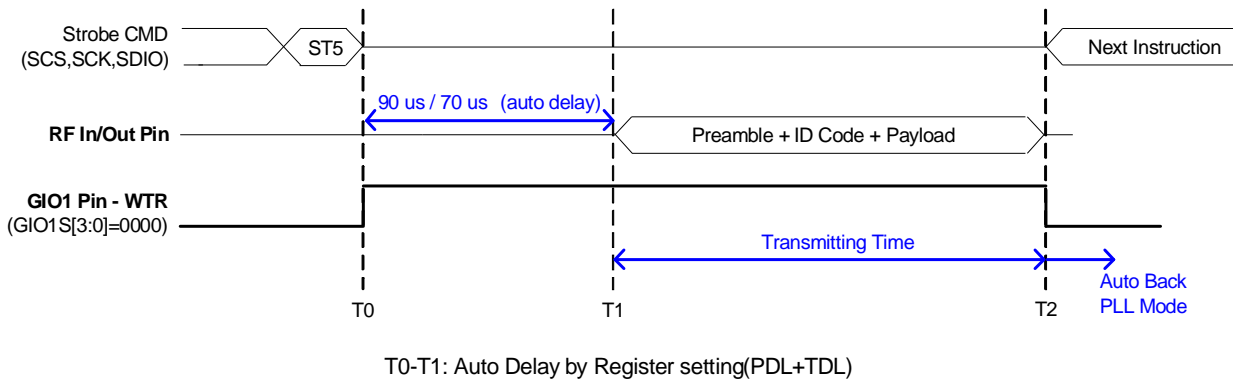 Strobe CMD
(SCS,SCK,SDIO)
ST5
Next Instruction
90 us / 70 us (auto delay)
RF In/Out Pin
Preamble + ID Code + Payload
GIO1 Pin - WTR
(GIO1S[3:0]=0000)
Transmitting Time
Auto Back
PLL Mode
T0
T1
T2
T0-T1: Auto Delay by Register setting(PDL+TDL)